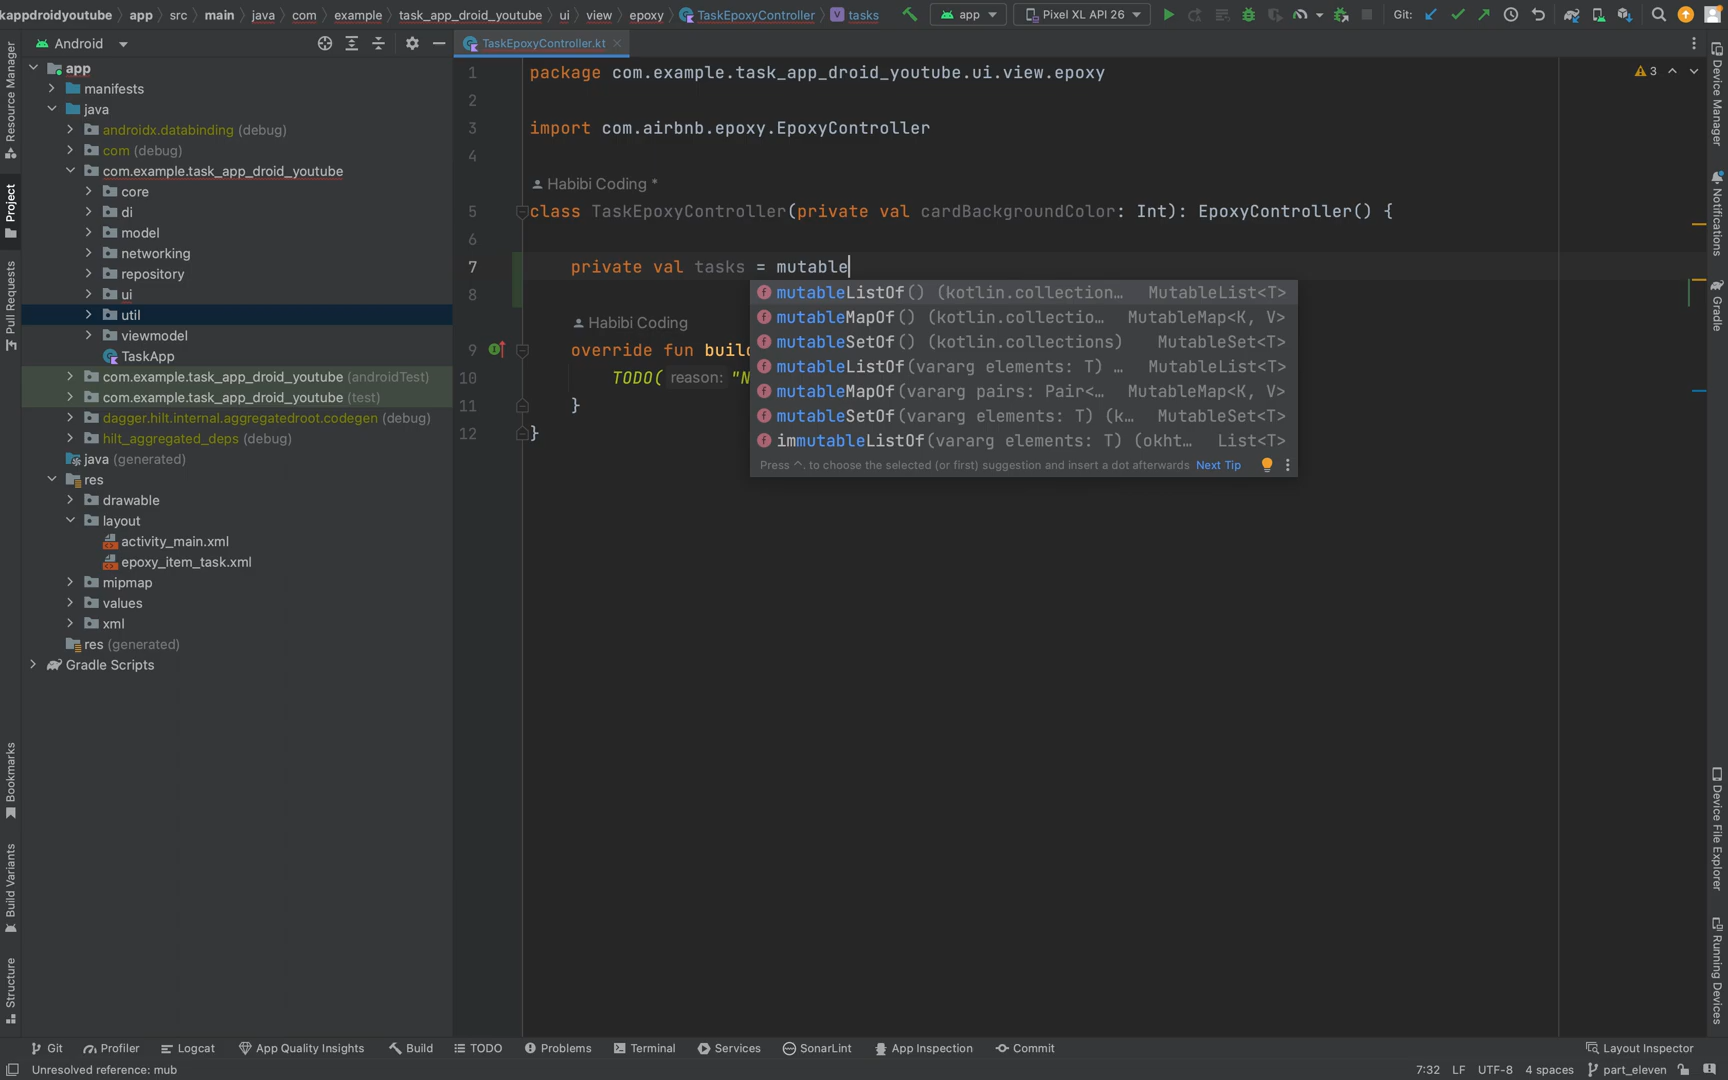 kappdroidyoutube app src main java com example task_app_droid_youtube ui view epoxy TaskEpoxyController tasks app Pixel XL API 26 Git:
Android
TaskEpoxyController.kt
app
manifests
java
androidx.databinding (debug)
com (debug)
com.example.task_app_droid_youtube
core
di
model
networking
repository
ui
util
viewmodel
TaskApp
com.example.task_app_droid_youtube (androidTest)
com.example.task_app_droid_youtube (test)
dagger.hilt.internal.aggregatedroot.codegen (debug)
hilt_aggregated_deps (debug)
java (generated)
res
drawable
layout
activity_main.xml
epoxy_item_task.xml
mipmap
values
xml
res (generated)
Gradle Scripts
3
1 package com.example.task_app_droid_youtube.ui.view.epoxy
2
3 import com.airbnb.epoxy.EpoxyController
4
Habibi Coding *
5 class TaskEpoxyController(private val cardBackgroundColor: Int): EpoxyController() {
6
7 private val tasks = mutable
8
Habibi Coding
9 override fun build
10 TODO( reason: "N
11 }
12 }
mutableListOf() (kotlin.collection… MutableList<T>
mutableMapOf() (kotlin.collectio… MutableMap<K, V>
mutableSetOf() (kotlin.collections) MutableSet<T>
mutableListOf(vararg elements: T) … MutableList<T>
mutableMapOf(vararg pairs: Pair<… MutableMap<K, V>
mutableSetOf(vararg elements: T) (k… MutableSet<T>
immutableListOf(vararg elements: T) (okht… List<T>
Press ^. to choose the selected (or first) suggestion and insert a dot afterwards Next Tip
Resource Manager
Project
Pull Requests
Bookmarks
Build Variants
Structure
Device Manager
Notifications
Gradle
Device File Explorer
Running Devices
Git Profiler Logcat App Quality Insights Build TODO Problems Terminal Services SonarLint App Inspection Commit Layout Inspector
Unresolved reference: mub 7:32 LF UTF-8 4 spaces part_eleven